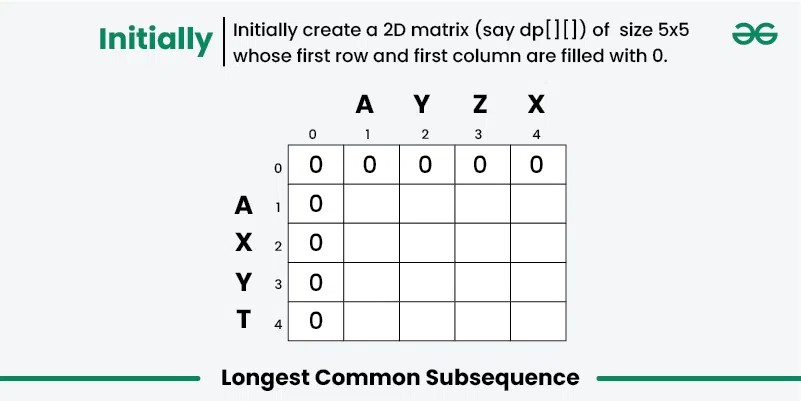 Initially
Initially create a 2D matrix (say dp[][]) of size 5x5
whose first row and first column are filled with 0.
A Y Z X
0 1 2 3 4
0 0 0 0 0 0
A 1 0
X 2 0
Y 3 0
T 4 0
Longest Common Subsequence